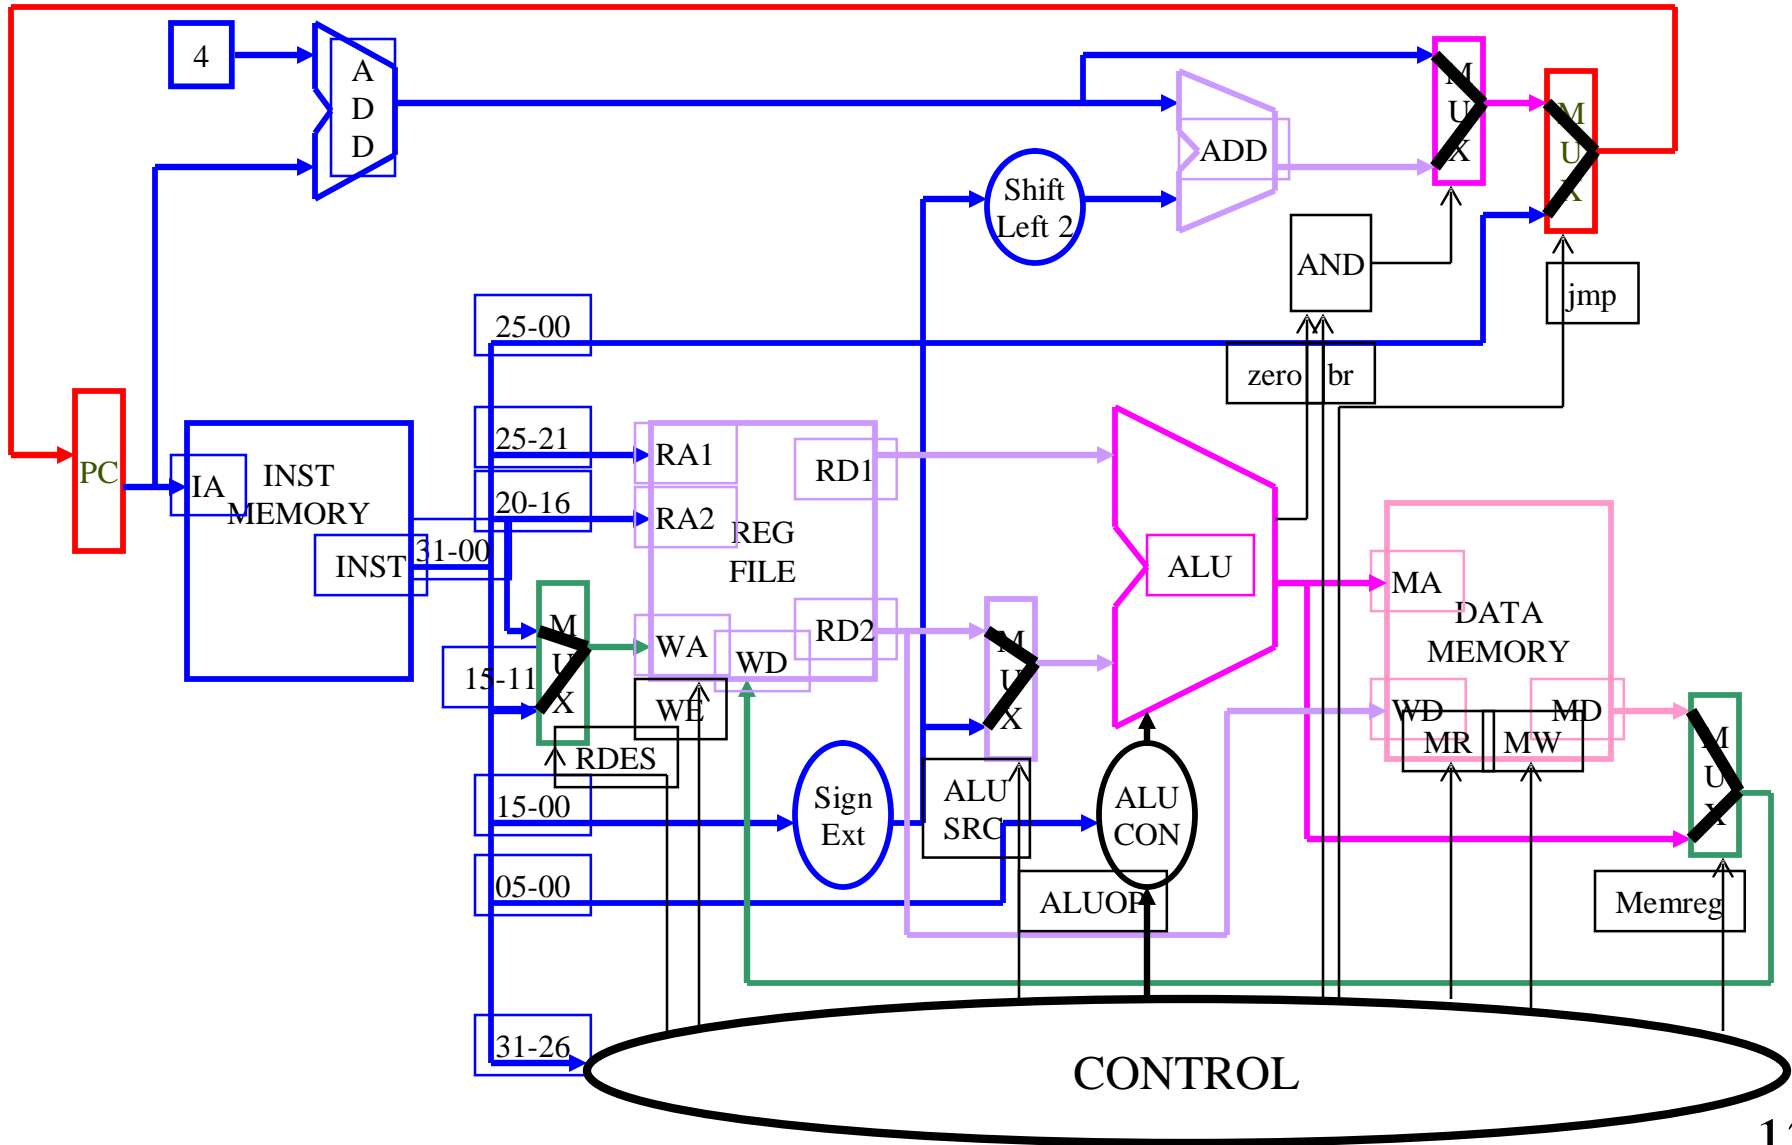 4
A
D
D
M
U
X
M
U
X
ADD
Shift
Left 2
AND
jmp
25-00
zero
br
25-21
RA1
RD1
PC
IA
INST
MEMORY
20-16
RA2
REG
FILE
31-00
INST
ALU
MA
DATA
MEMORY
M
U
X
WA
WD
RD2
M
U
X
15-11
WE
WD
MD
MR
MW
M
U
X
RDES
15-00
Sign
Ext
ALU
SRC
ALU
CON
05-00
ALUOP
Memreg
31-26
CONTROL